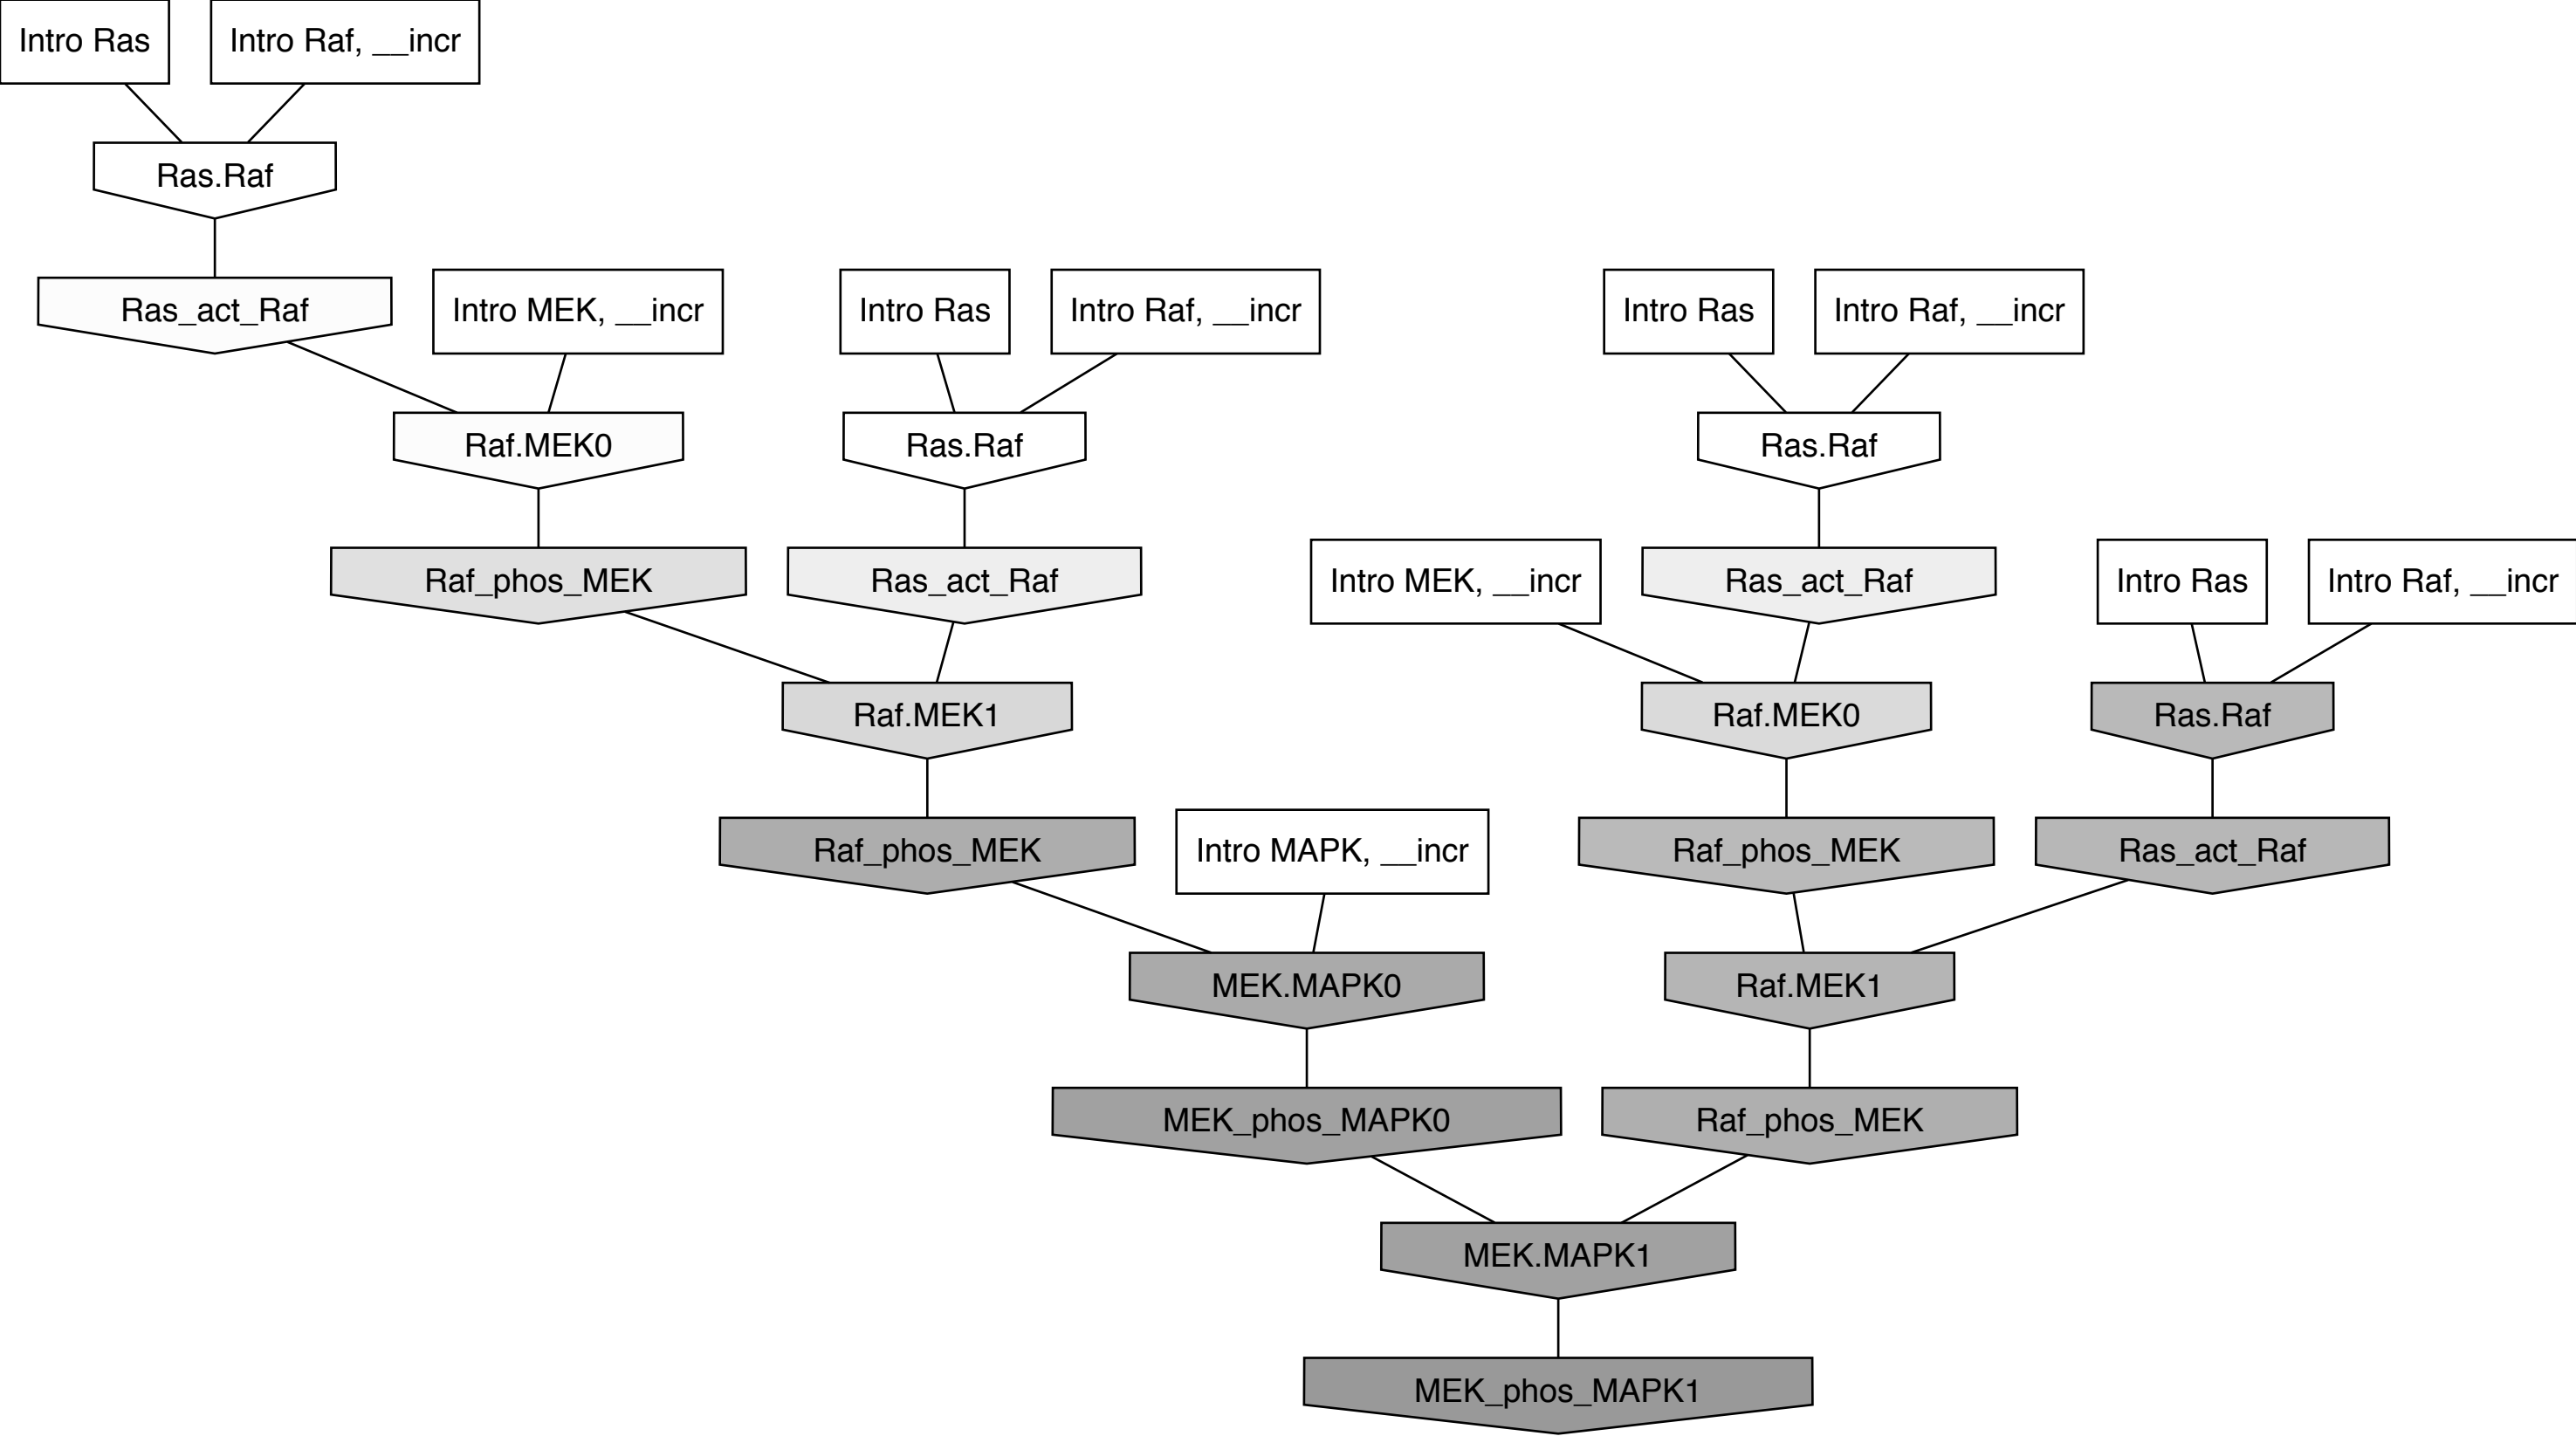 Intro Ras
Intro Raf, __incr
Ras.Raf
Ras_act_Raf
Intro MEK, __incr
Intro Ras
Intro Raf, __incr
Intro Ras
Intro Raf, __incr
Raf.MEK0
Ras.Raf
Ras.Raf
Raf_phos_MEK
Ras_act_Raf
Intro MEK, __incr
Ras_act_Raf
Intro Ras
Intro Raf, __incr
Raf.MEK1
Raf.MEK0
Ras.Raf
Raf_phos_MEK
Intro MAPK, __incr
Raf_phos_MEK
Ras_act_Raf
MEK.MAPK0
Raf.MEK1
MEK_phos_MAPK0
Raf_phos_MEK
MEK.MAPK1
MEK_phos_MAPK1